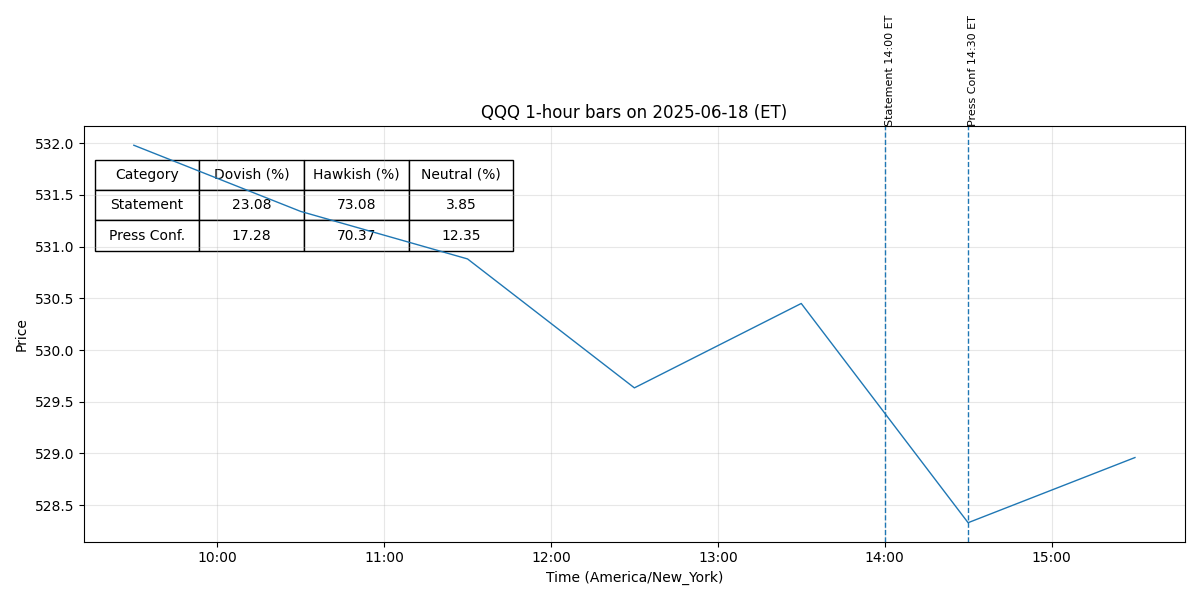 Statement 14:00 ET
Press Conf 14:30 ET
QQQ 1-hour bars on 2025-06-18 (ET)
Category Dovish (%) Hawkish (%) Neutral (%)
Statement 23.08 73.08 3.85
Press Conf. 17.28 70.37 12.35
532.0
531.5
531.0
530.5
530.0
529.5
529.0
528.5
Price
10:00 11:00 12:00 13:00 14:00 15:00
Time (America/New_York)